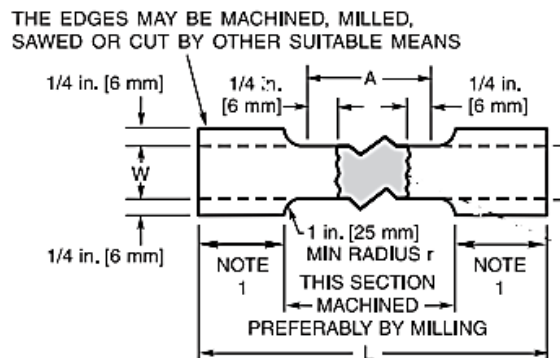 THE EDGES MAY BE MACHINED, MILLED,
SAWED OR CUT BY OTHER SUITABLE MEANS
1/4 in. [6 mm]
1/4 in.
[6 mm]
A
1/4 in.
[6 mm]
W
1/4 in. [6 mm]
1 in. [25 mm]
MIN RADIUS r
NOTE
1
THIS SECTION
MACHINED
PREFERABLY BY MILLING
NOTE
1
L